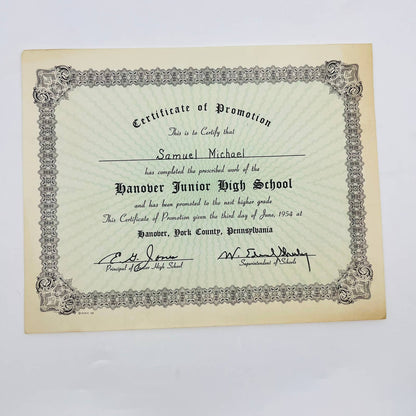 Certificate of Promotion
This is to Certify that
Samuel Michael
has completed the prescribed work of the
Hanover Junior High School
and has been promoted to the next higher grade
This Certificate of Promotion given the third day of June, 1954 at
Hanover, York County, Pennsylvania
E G Jones
W. Edward
Principal of Junior High School
Superintendent of Schools